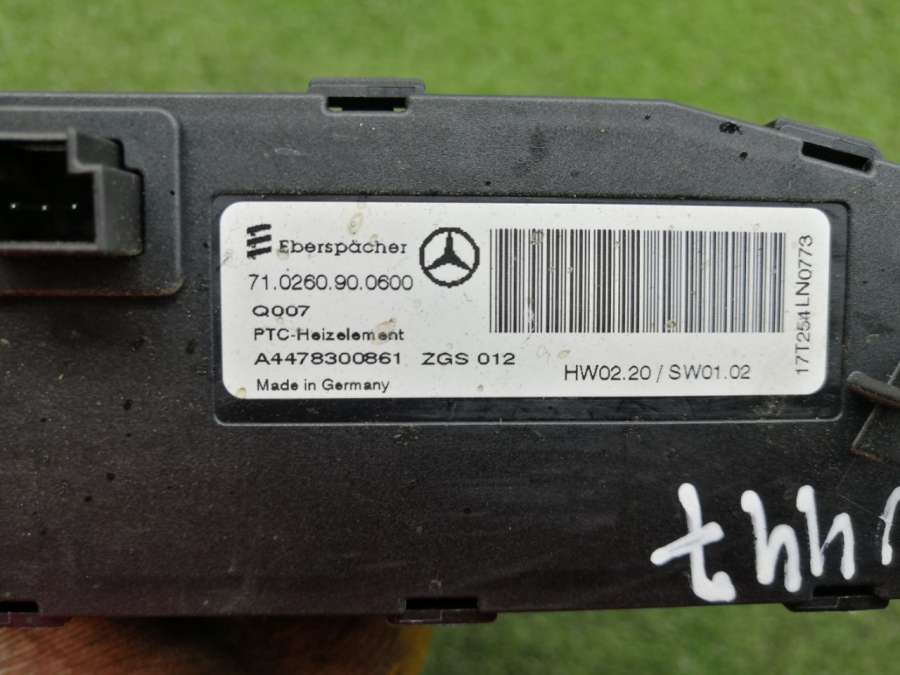 Eberspächer
71.0260.90.0600
Q007
PTC-Heizelement
A4478300861 ZGS 012
Made in Germany
HW02.20 / SW01.02
17T254LN0773
447